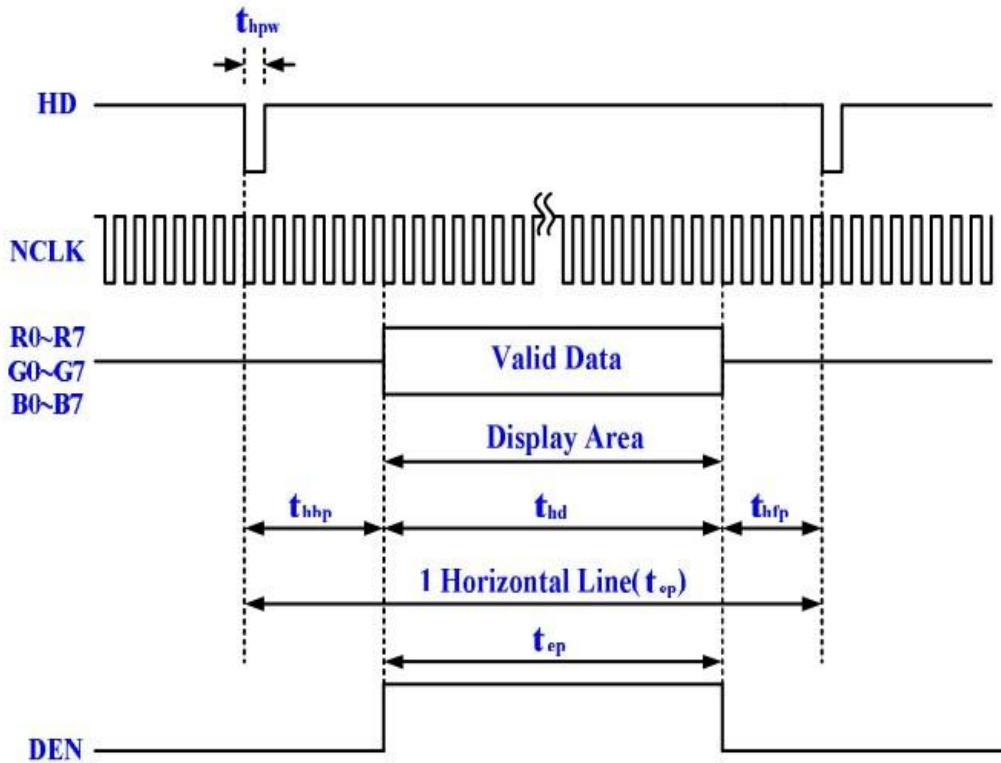 thpw
HD
NCLK
R0~R7
G0~G7
B0~B7
Valid Data
Display Area
thbp
thd
thfp
1 Horizontal Line( top)
tep
DEN